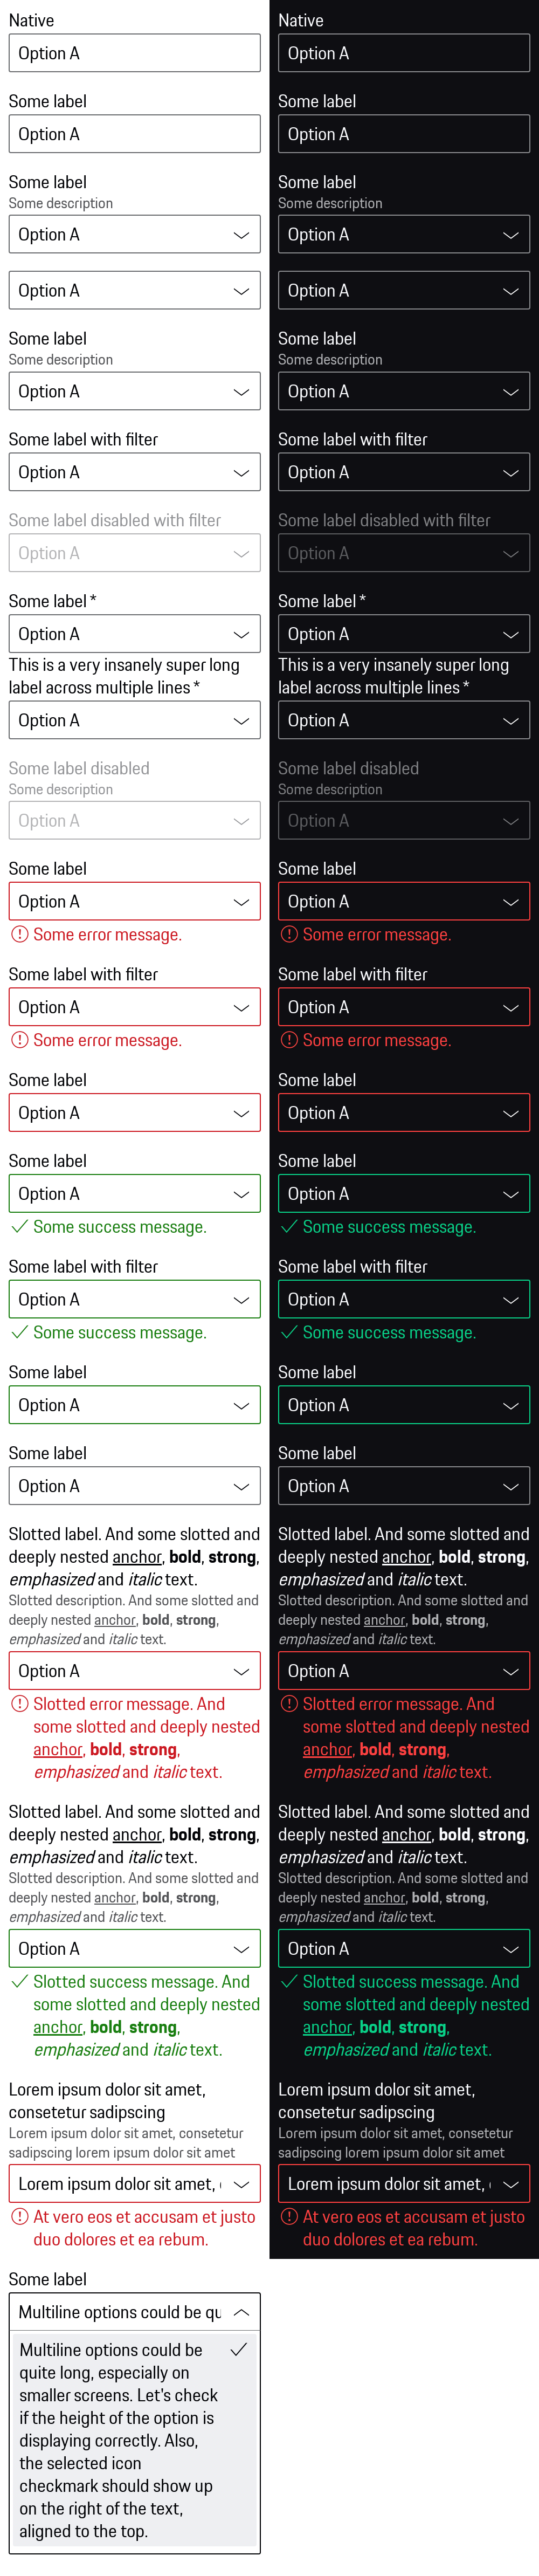 Native
Option A
Some label
Option A
Some label
Some description
Option A
Option A
Some label
Some description
Option A
Some label with filter
Option A
Some label disabled with filter
Option A
Some label *
Option A
This is a very insanely super long
label across multiple lines *
Option A
Some label disabled
Some description
Option A
Some label
Option A
Some error message.
Some label with filter
Option A
Some error message.
Some label
Option A
Some label
Option A
Some success message.
Some label with filter
Option A
Some success message.
Some label
Option A
Some label
Option A
Slotted label. And some slotted and
deeply nested anchor, bold, strong,
emphasized and italic text.
Slotted description. And some slotted and
deeply nested anchor, bold, strong,
emphasized and italic text.
Option A
Slotted error message. And
some slotted and deeply nested
anchor, bold, strong,
emphasized and italic text.
Slotted label. And some slotted and
deeply nested anchor, bold, strong,
emphasized and italic text.
Slotted description. And some slotted and
deeply nested anchor, bold, strong,
emphasized and italic text.
Option A
Slotted success message. And
some slotted and deeply nested
anchor, bold, strong,
emphasized and italic text.
Lorem ipsum dolor sit amet,
consetetur sadipscing
Lorem ipsum dolor sit amet, consetetur
sadipscing lorem ipsum dolor sit amet
Lorem ipsum dolor sit amet,
At vero eos et accusam et justo
duo dolores et ea rebum.
Some label
Multiline options could be qu
Multiline options could be
quite long, especially on
smaller screens. Let's check
if the height of the option is
displaying correctly. Also,
the selected icon
checkmark should show up
on the right of the text,
aligned to the top.
Native
Option A
Some label
Option A
Some label
Some description
Option A
Option A
Some label
Some description
Option A
Some label with filter
Option A
Some label disabled with filter
Option A
Some label *
Option A
This is a very insanely super long
label across multiple lines *
Option A
Some label disabled
Some description
Option A
Some label
Option A
Some error message.
Some label with filter
Option A
Some error message.
Some label
Option A
Some label
Option A
Some success message.
Some label with filter
Option A
Some success message.
Some label
Option A
Some label
Option A
Slotted label. And some slotted and
deeply nested anchor, bold, strong,
emphasized and italic text.
Slotted description. And some slotted and
deeply nested anchor, bold, strong,
emphasized and italic text.
Option A
Slotted error message. And
some slotted and deeply nested
anchor, bold, strong,
emphasized and italic text.
Slotted label. And some slotted and
deeply nested anchor, bold, strong,
emphasized and italic text.
Slotted description. And some slotted and
deeply nested anchor, bold, strong,
emphasized and italic text.
Option A
Slotted success message. And
some slotted and deeply nested
anchor, bold, strong,
emphasized and italic text.
Lorem ipsum dolor sit amet,
consetetur sadipscing
Lorem ipsum dolor sit amet, consetetur
sadipscing lorem ipsum dolor sit amet
Lorem ipsum dolor sit amet,
At vero eos et accusam et justo
duo dolores et ea rebum.